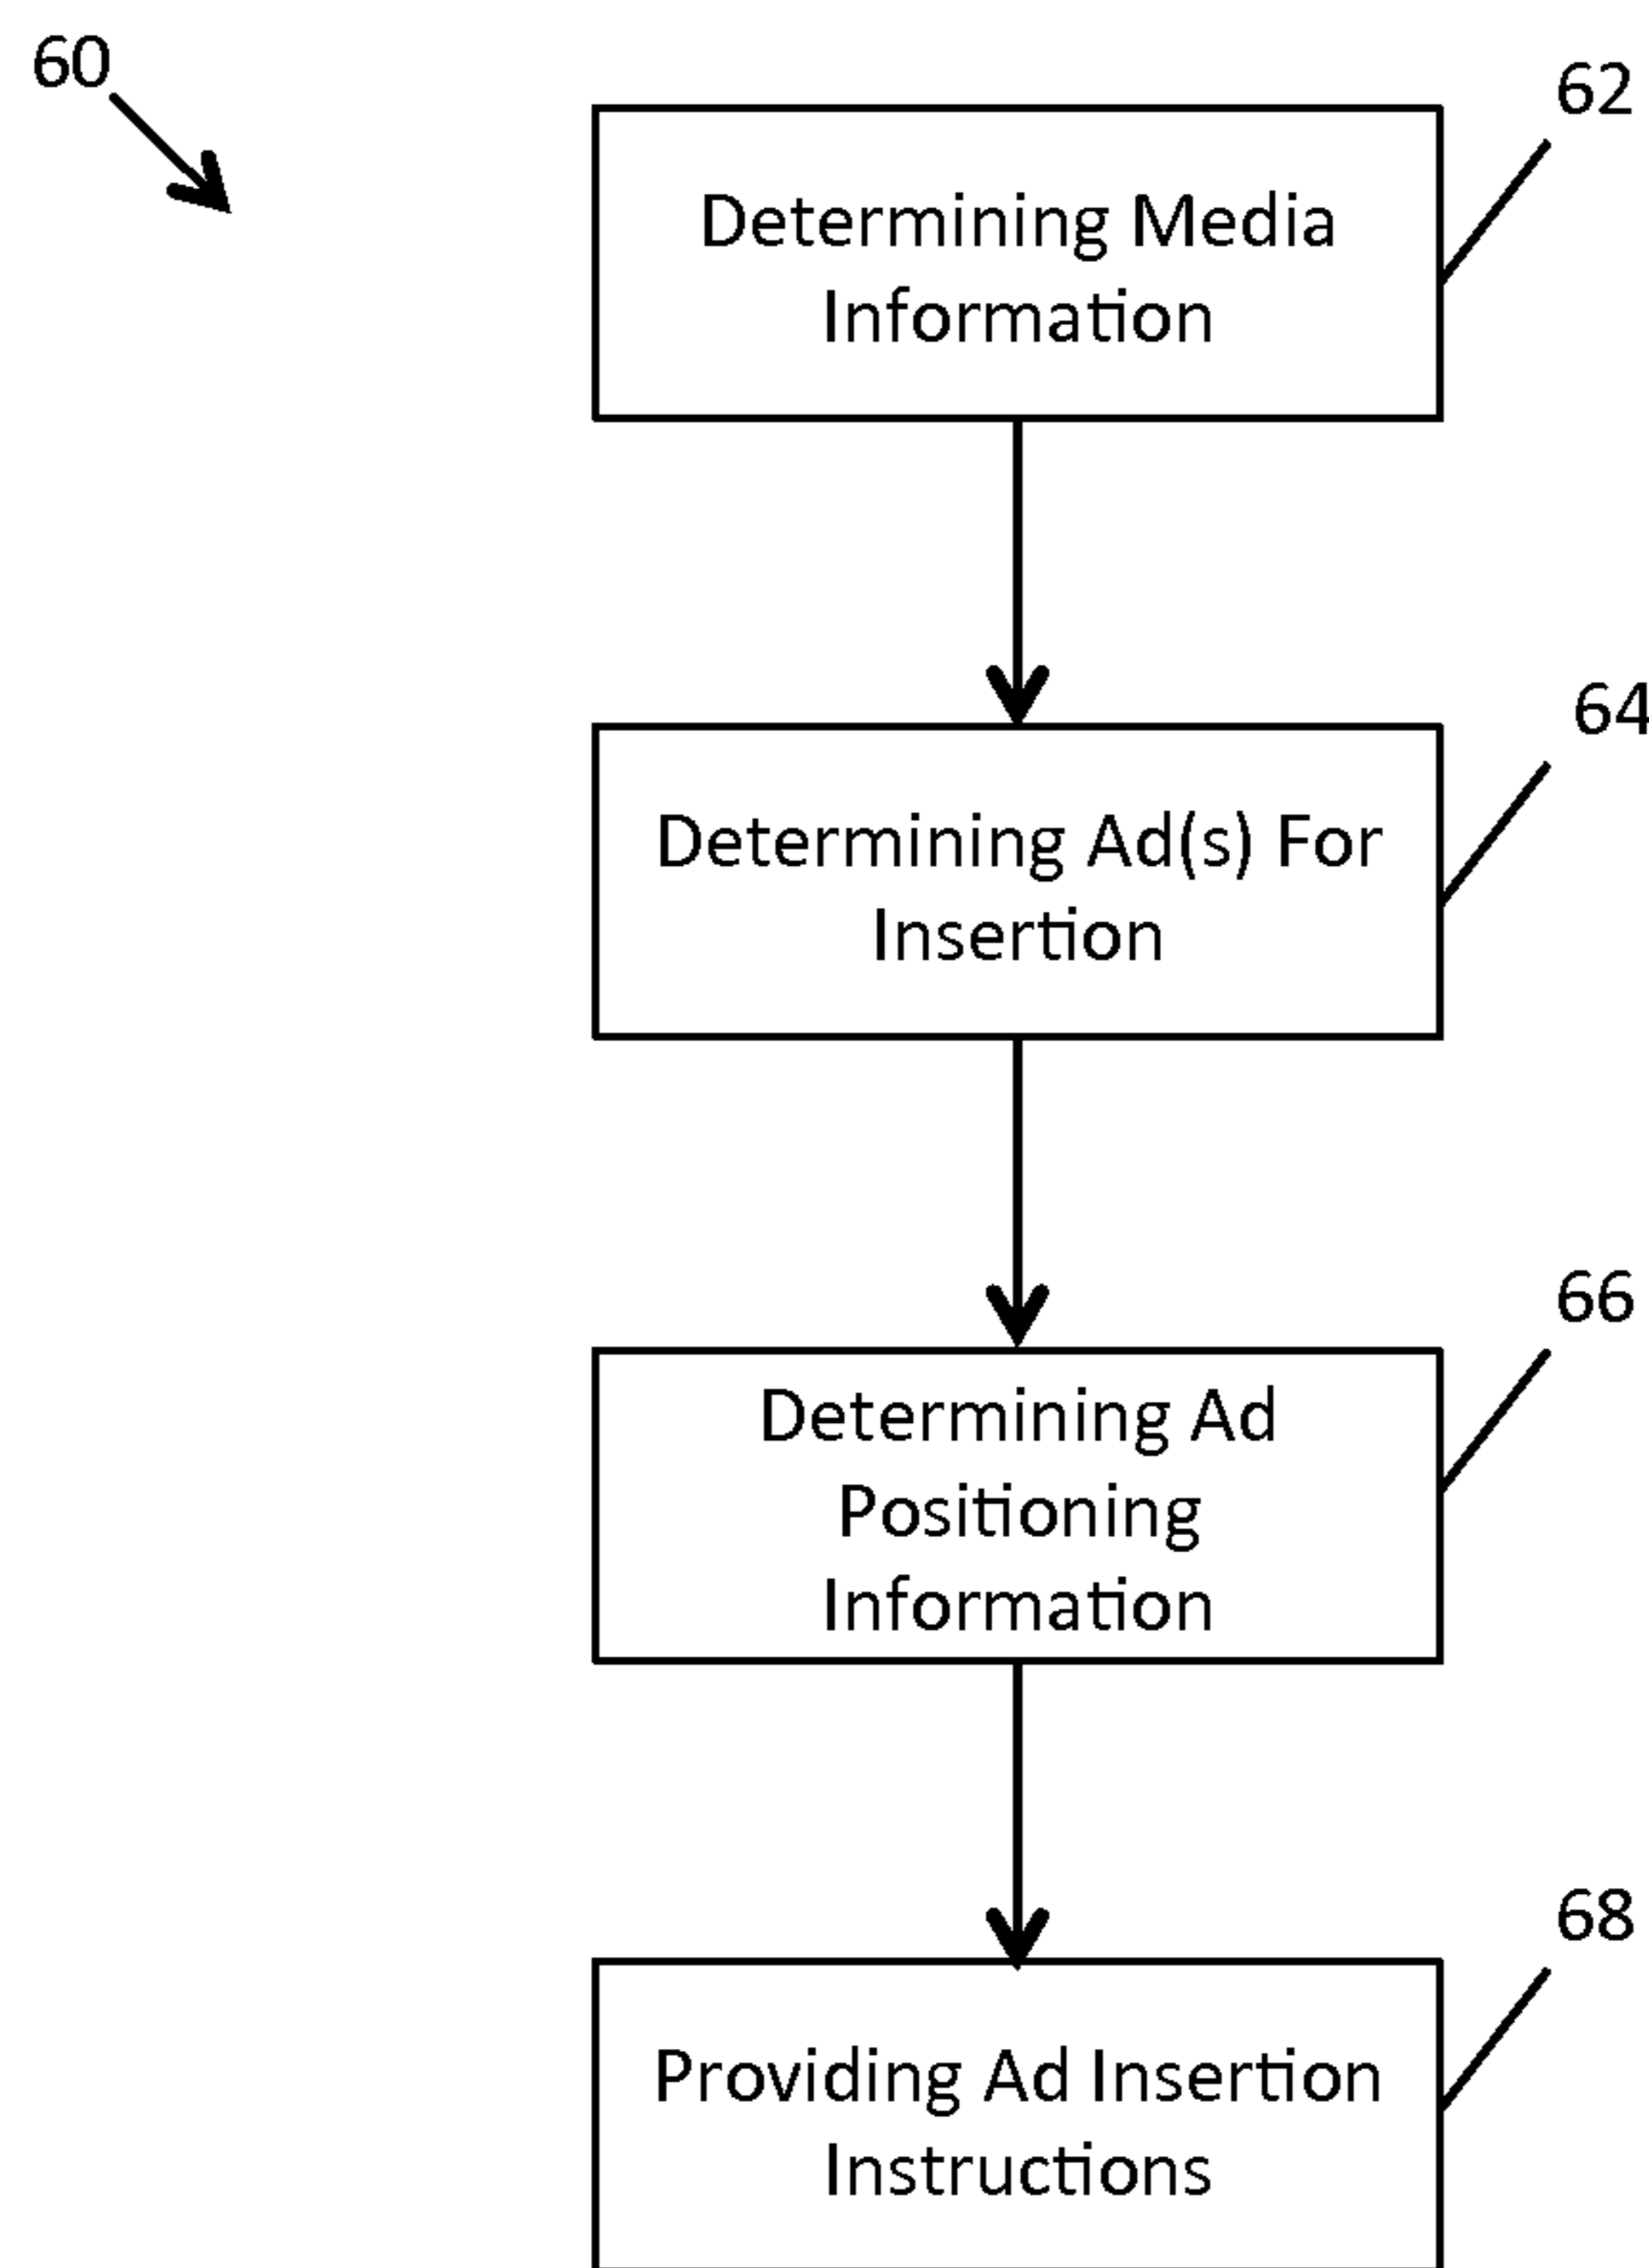 60
62
Determining Media
Information
64
Determining Ad(s) For
Insertion
66
Determining Ad
Positioning
Information
68
Providing Ad Insertion
Instructions